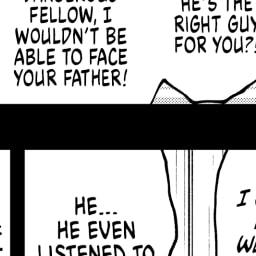 FELLOW, I
WOULDN'T BE
ABLE TO FACE
YOUR FATHER!
HE'S THE
RIGHT GUY
FOR YOU?!
HE...
HE EVEN
LISTENED TO
I